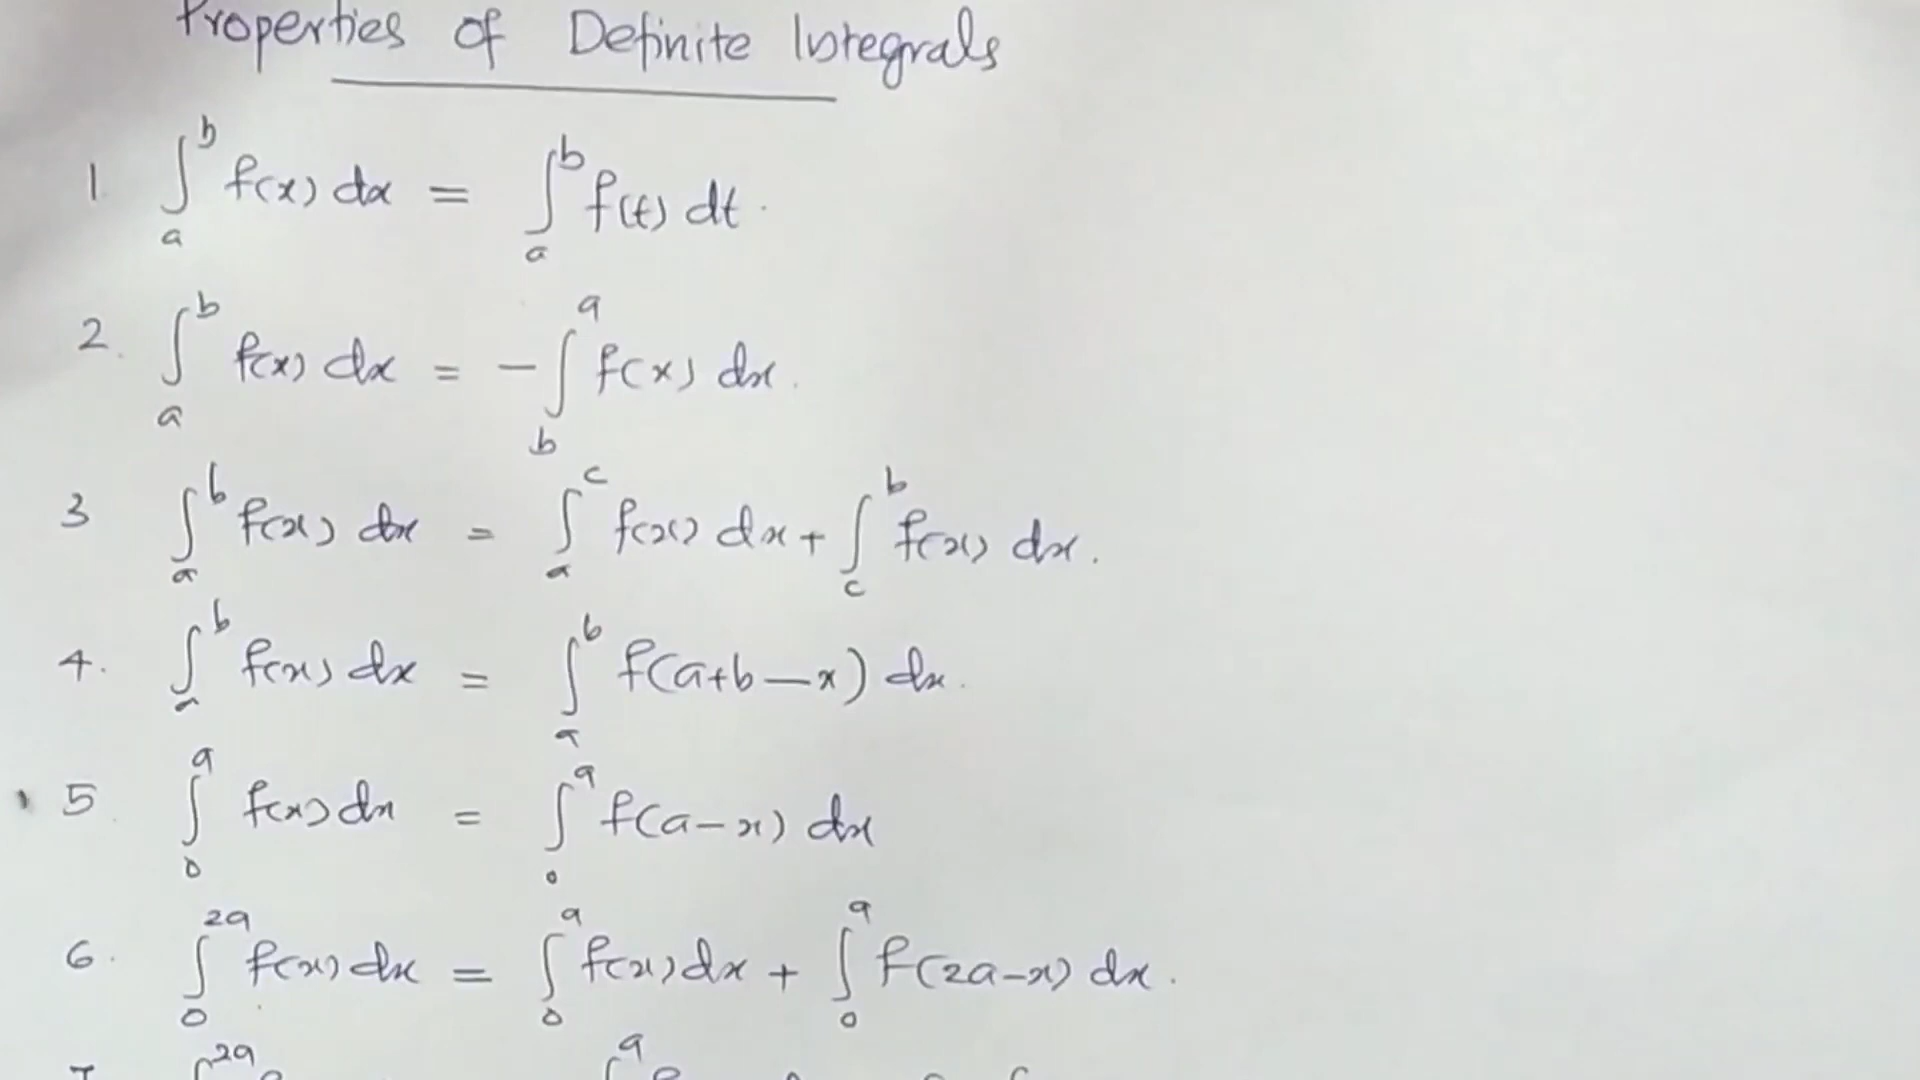 Properties of Definite Integrals
1. ∫_a^b f(x) dx = ∫_a^b f(t) dt.
2. ∫_a^b f(x) dx = -∫_b^a f(x) dx.
3 ∫_a^b f(x) dx = ∫_a^c f(x) dx + ∫_c^b f(x) dx.
4. ∫_a^b f(x) dx = ∫_a^b f(a+b-x) dx.
5 ∫_0^a f(x) dx = ∫_0^a f(a-x) dx
6. ∫_0^2a f(x) dx = ∫_0^a f(x) dx + ∫_0^a f(2a-x) dx.